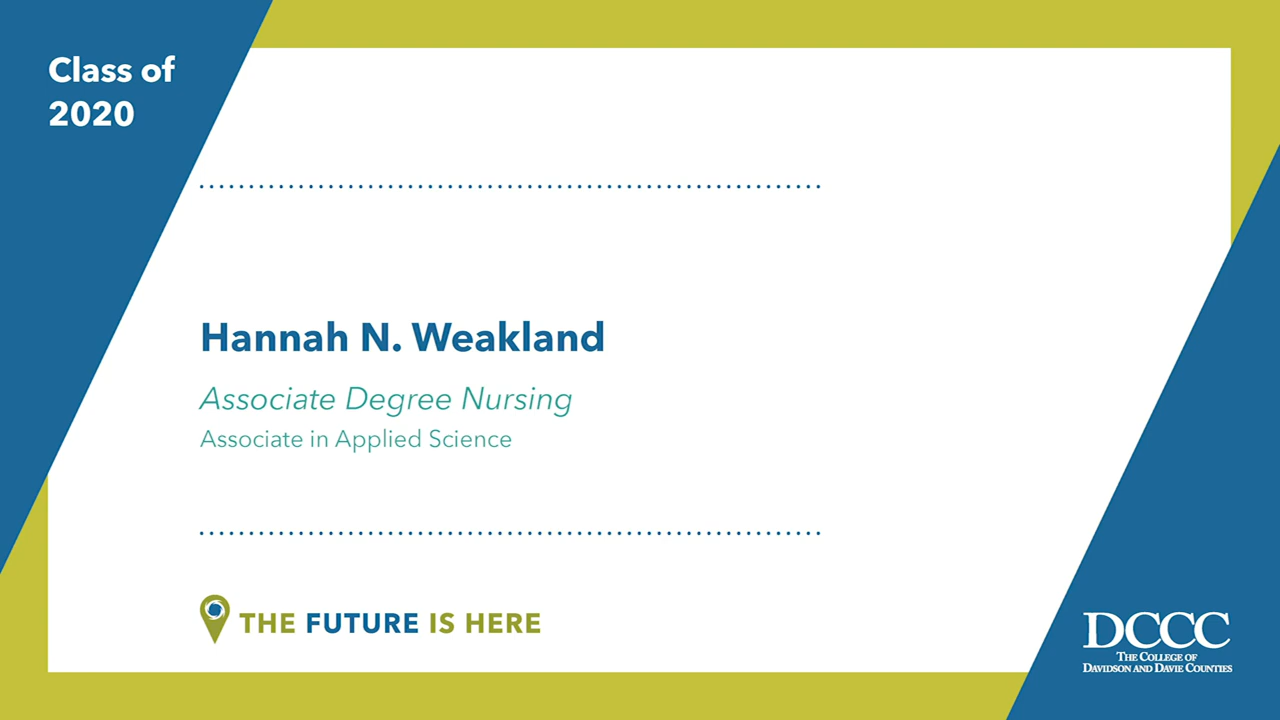 Class of
2020
Hannah N. Weakland
Associate Degree Nursing
Associate in Applied Science
THE FUTURE IS HERE
DCCC
THE COLLEGE OF
DAVIDSON AND DAVIE COUNTIES